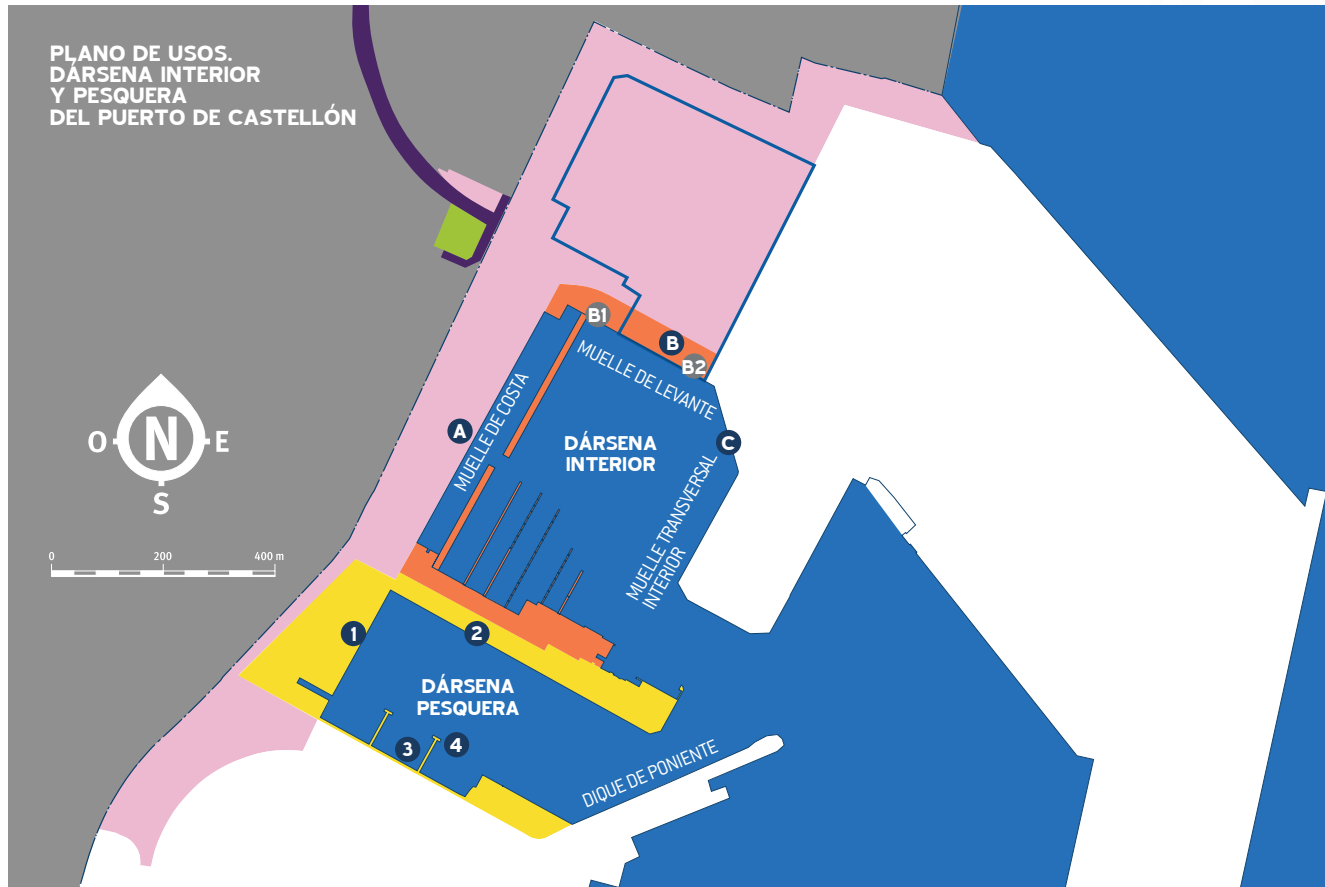 PLANO DE USOS.
DÁRSENA INTERIOR
Y PESQUERA
DEL PUERTO DE CASTELLÓN
B1
B
B2
MUELLE DE LEVANTE
A
MUELLE DE COSTA
DÁRSENA
INTERIOR
C
MUELLE TRANSVERSAL
INTERIOR
O
N
E
S
0 200 400 m
1
2
DÁRSENA
PESQUERA
3
4
DIQUE DE PONIENTE